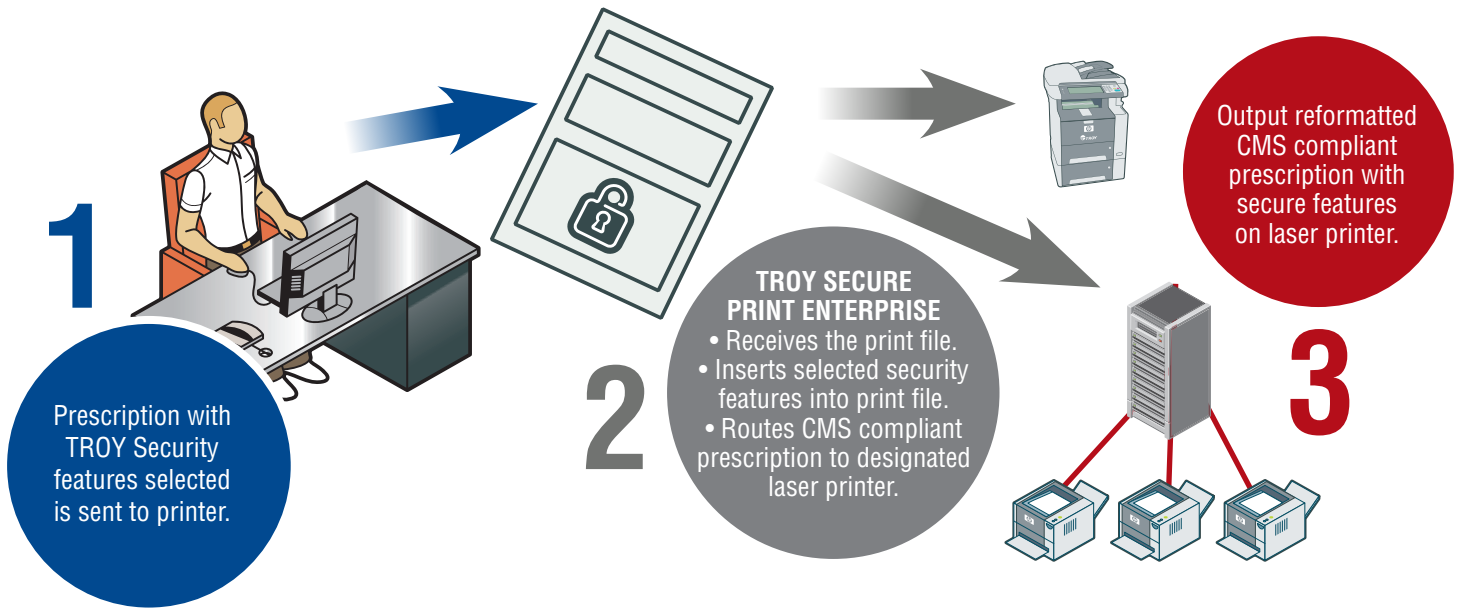 1
Prescription with
TROY Security
features selected
is sent to printer.
2
TROY SECURE
PRINT ENTERPRISE
• Receives the print file.
• Inserts selected security
features into print file.
• Routes CMS compliant
prescription to designated
laser printer.
Output reformatted
CMS compliant
prescription with
secure features
on laser printer.
3
hp
TROY